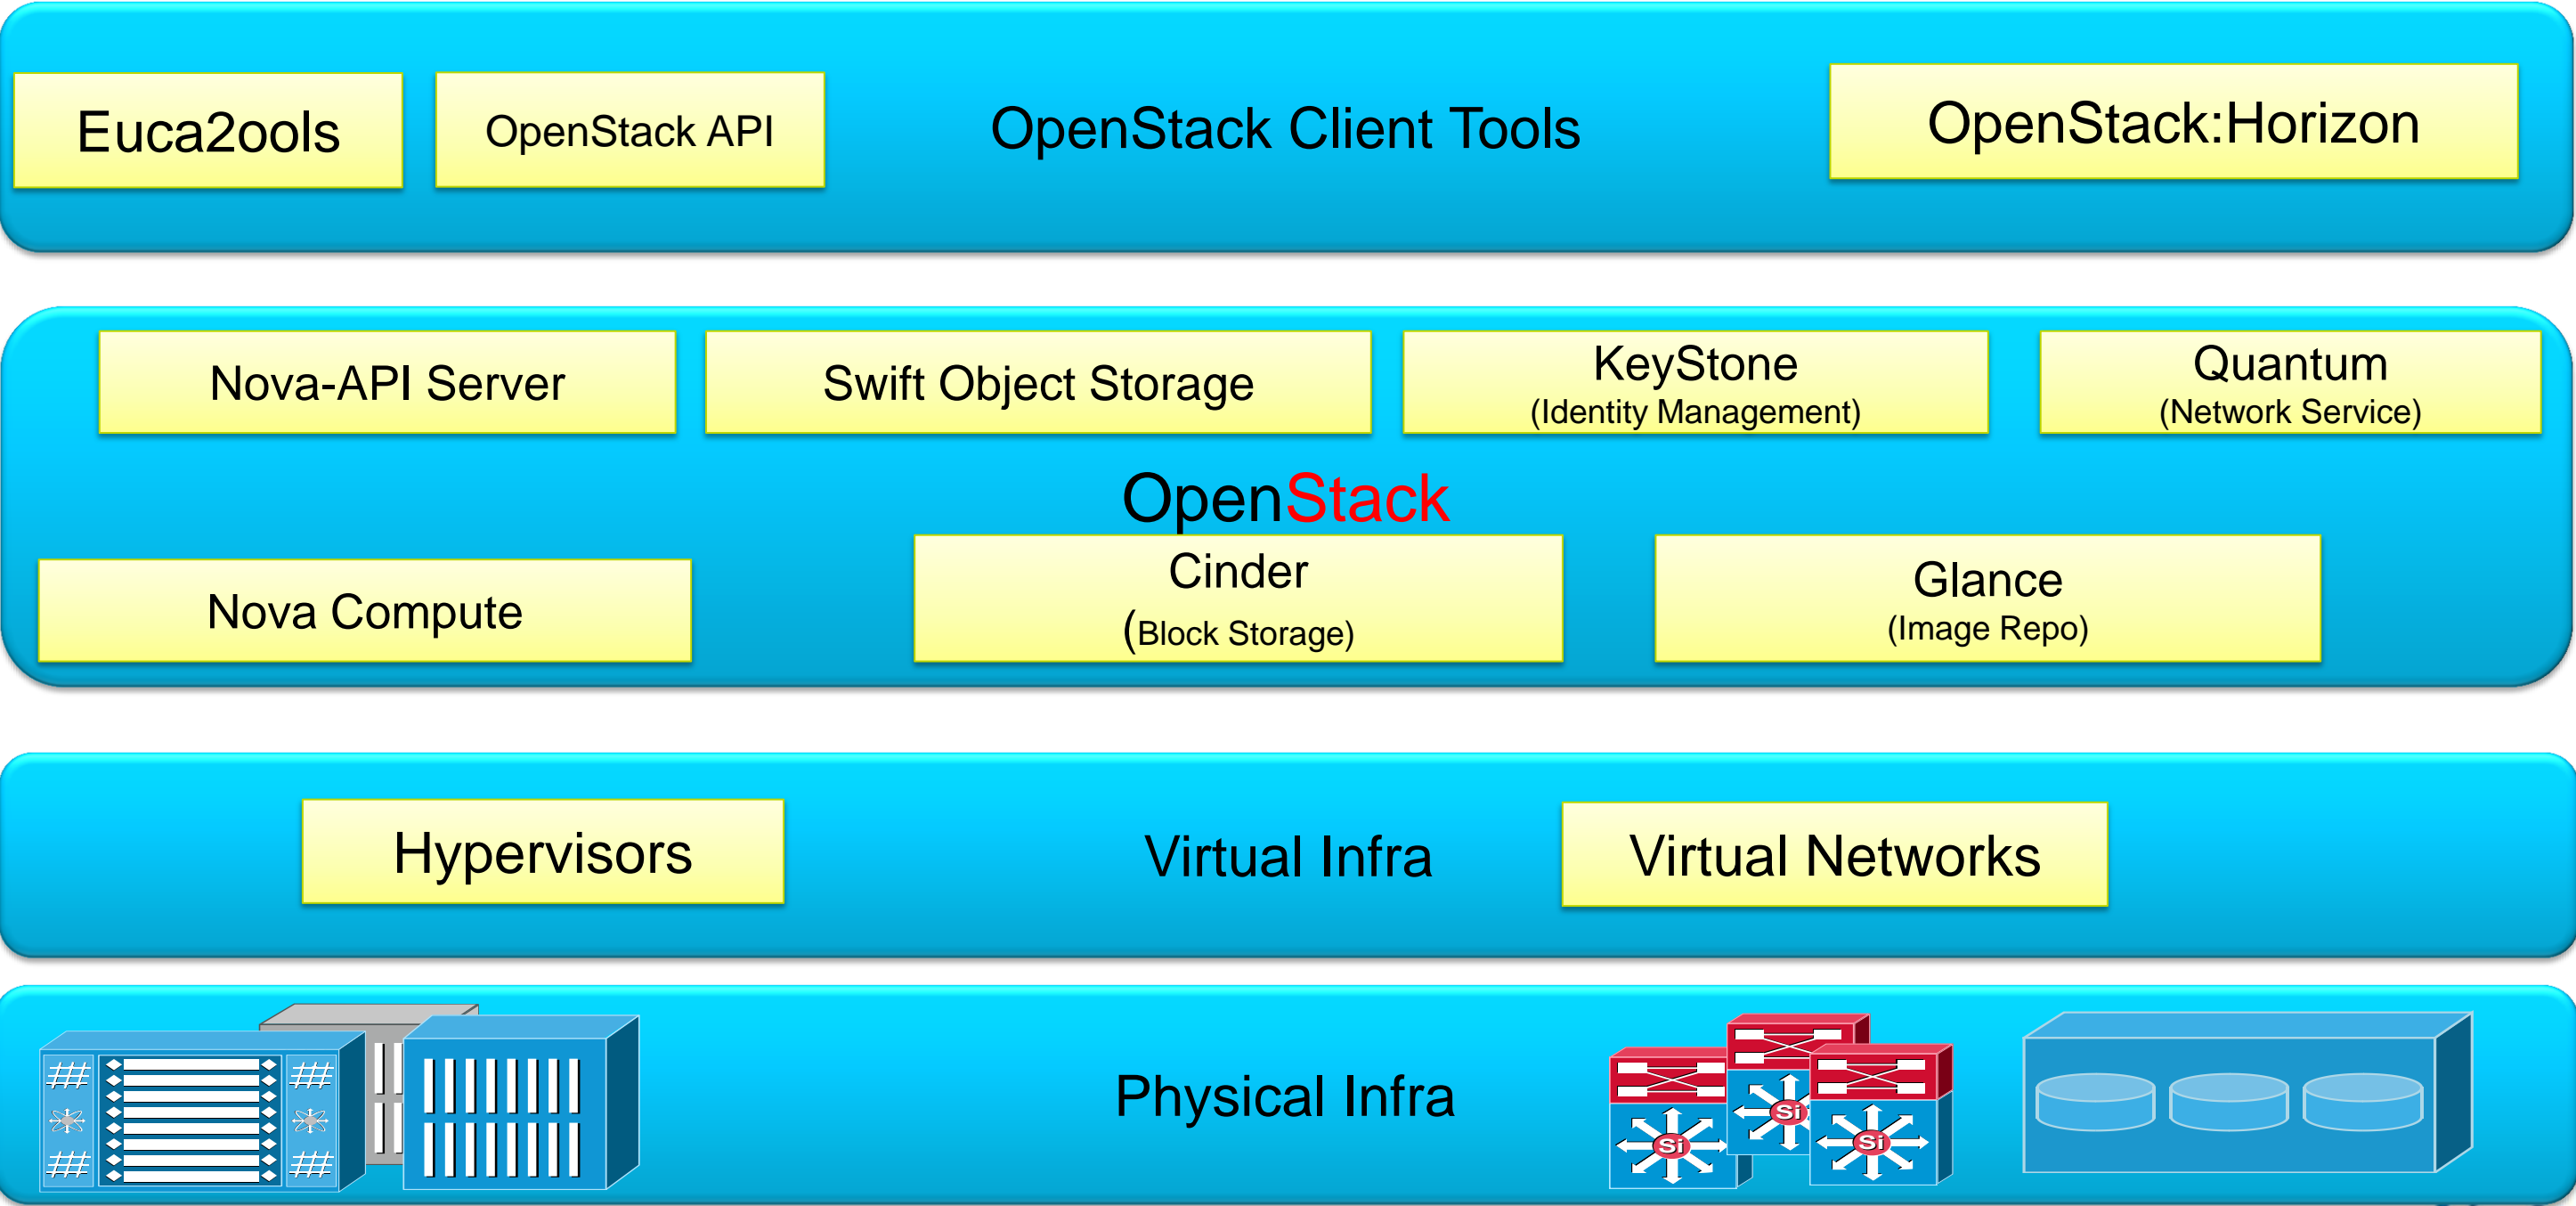 Euca2ools
OpenStack API
OpenStack Client Tools
OpenStack:Horizon
Nova-API Server
Swift Object Storage
KeyStone
(Identity Management)
Quantum
(Network Service)
OpenStack
Nova Compute
Cinder
(Block Storage)
Glance
(Image Repo)
Hypervisors
Virtual Infra
Virtual Networks
Physical Infra
Si
Si
Si